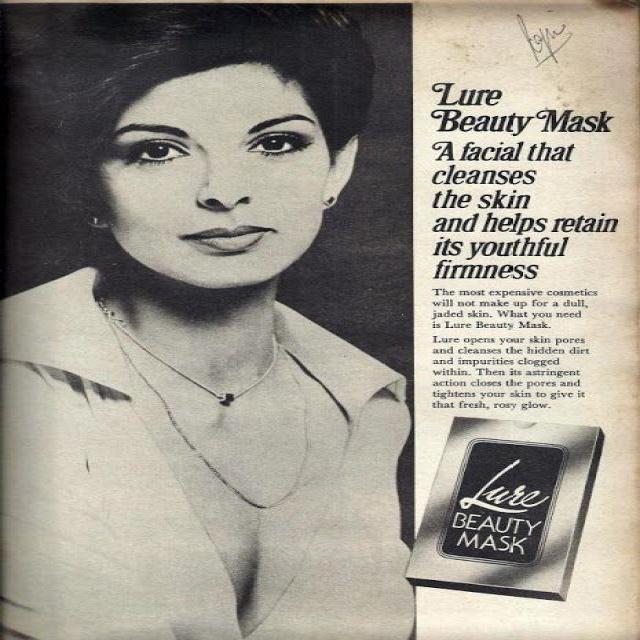 Lure
Beauty Mask
A facial that
cleanses
the skin
and helps retain
its youthful
firmness
The most expensive cosmetics
will not make up for a dull,
jaded skin. What you need
is Lure Beauty Mask.
Lure opens your skin pores
and cleanses the hidden dirt
and impurities clogged
within. Then its astringent
action closes the pores and
tightens your skin to give it
that fresh, rosy glow.
Lure
BEAUTY
MASK